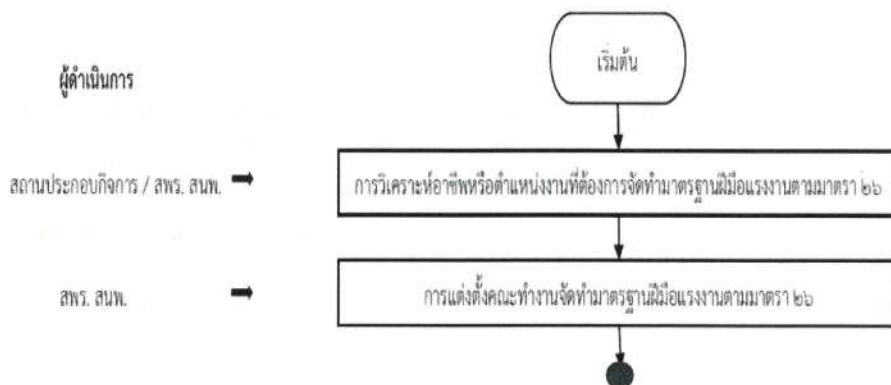 เริ่มต้น
ผู้ดำเนินการ
สถานประกอบกิจการ / สพร. สนพ.
การวิเคราะห์อาชีพหรือตำแหน่งงานที่ต้องการจัดทำมาตรฐานฝีมือแรงงานตามมาตรา ๒๖
สพร. สนพ.
การแต่งตั้งคณะทำงานจัดทำมาตรฐานฝีมือแรงงานตามมาตรา ๒๖